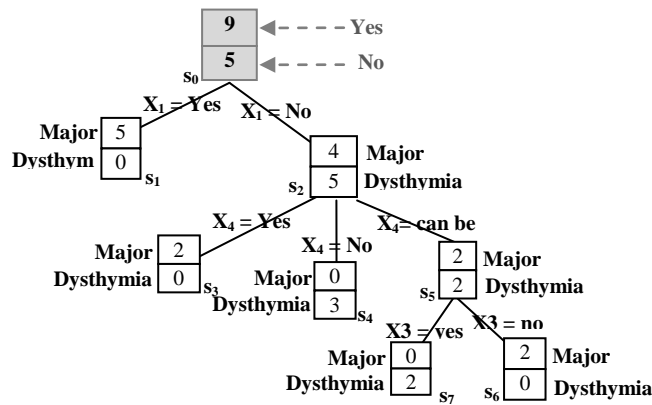 9 Yes
5 No
s0
X1 = Yes X1 = No
Major 5
Dysthym 0
s1
4 Major
5 Dysthymia
s2
X4 = Yes X4 = No X4= can be
Major 2
Dysthymia 0
s3
Major 0
Dysthymia 3
s4
2 Major
2 Dysthymia
s5
X3 = yes X3 = no
Major 0
Dysthymia 2
s7
2 Major
0 Dysthymia
s6